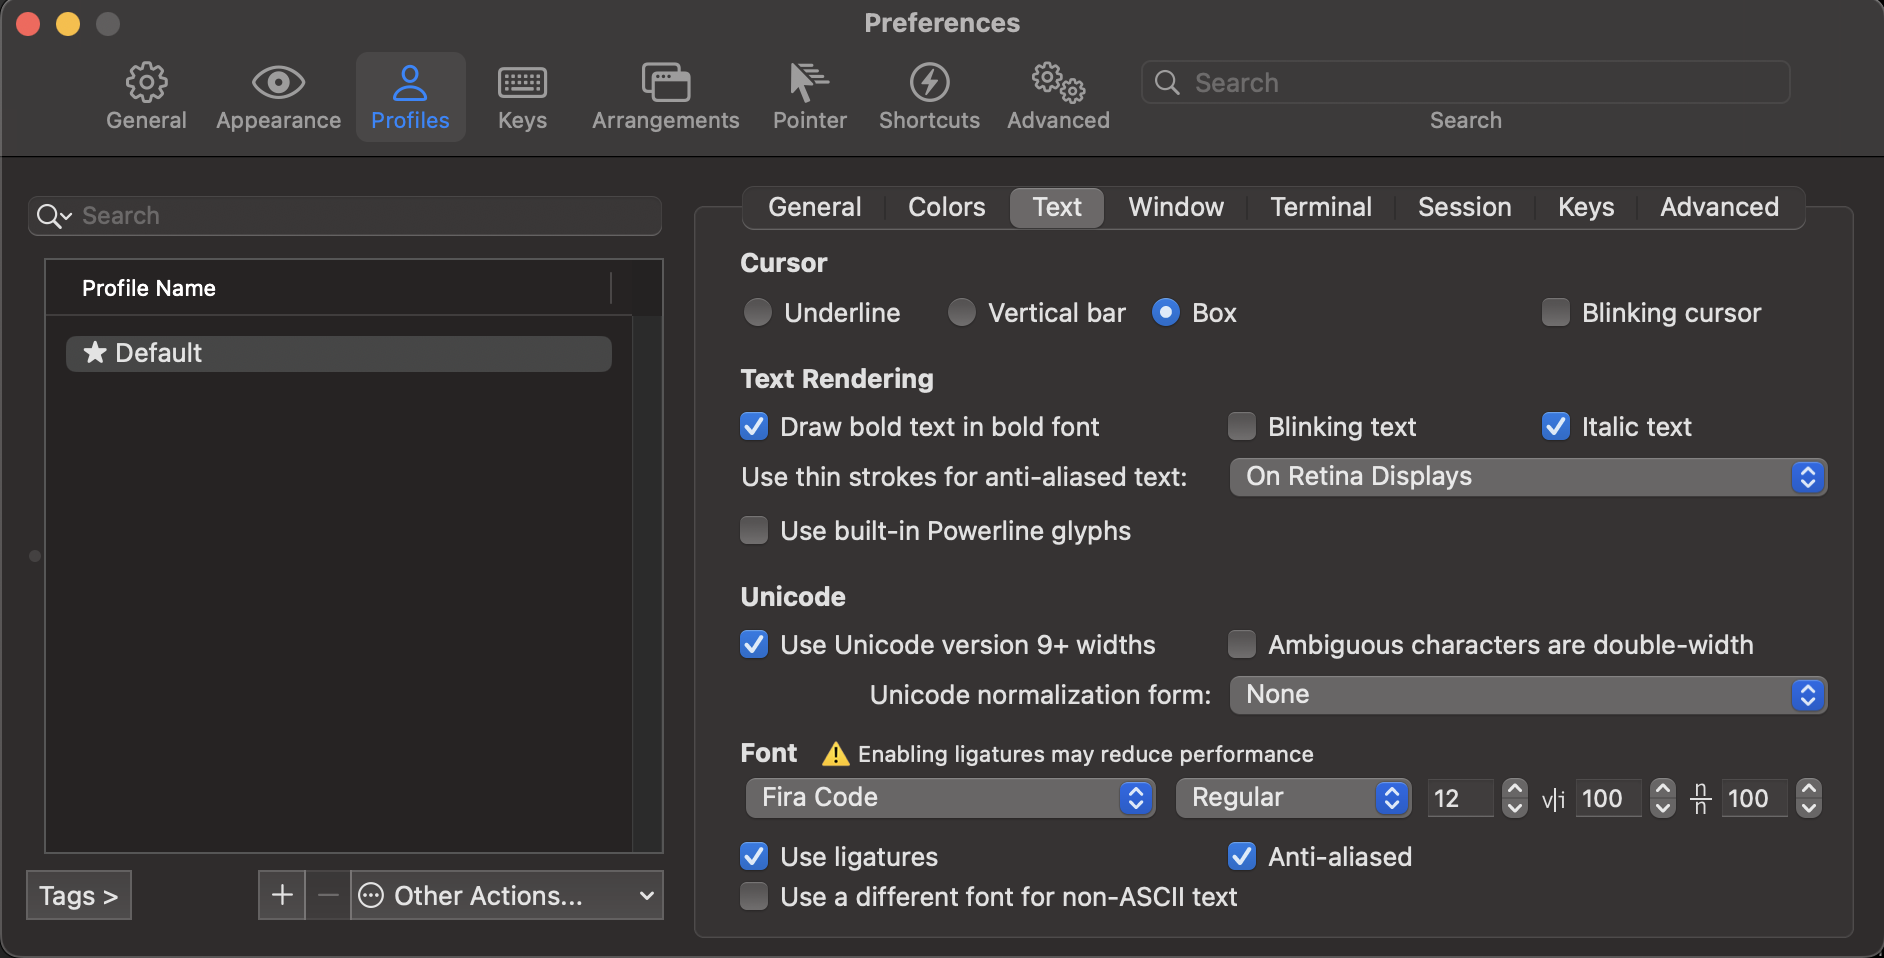 Preferences
General Appearance Profiles Keys Arrangements Pointer Shortcuts Advanced Search
Search
Search
Profile Name
Default
Tags >
+ − Other Actions...
General Colors Text Window Terminal Session Keys Advanced
Cursor
Underline Vertical bar Box Blinking cursor
Text Rendering
Draw bold text in bold font Blinking text Italic text
Use thin strokes for anti-aliased text: On Retina Displays
Use built-in Powerline glyphs
Unicode
Use Unicode version 9+ widths Ambiguous characters are double-width
Unicode normalization form: None
Font ⚠️ Enabling ligatures may reduce performance
Fira Code Regular 12 v|i 100 n/n 100
Use ligatures Anti-aliased
Use a different font for non-ASCII text